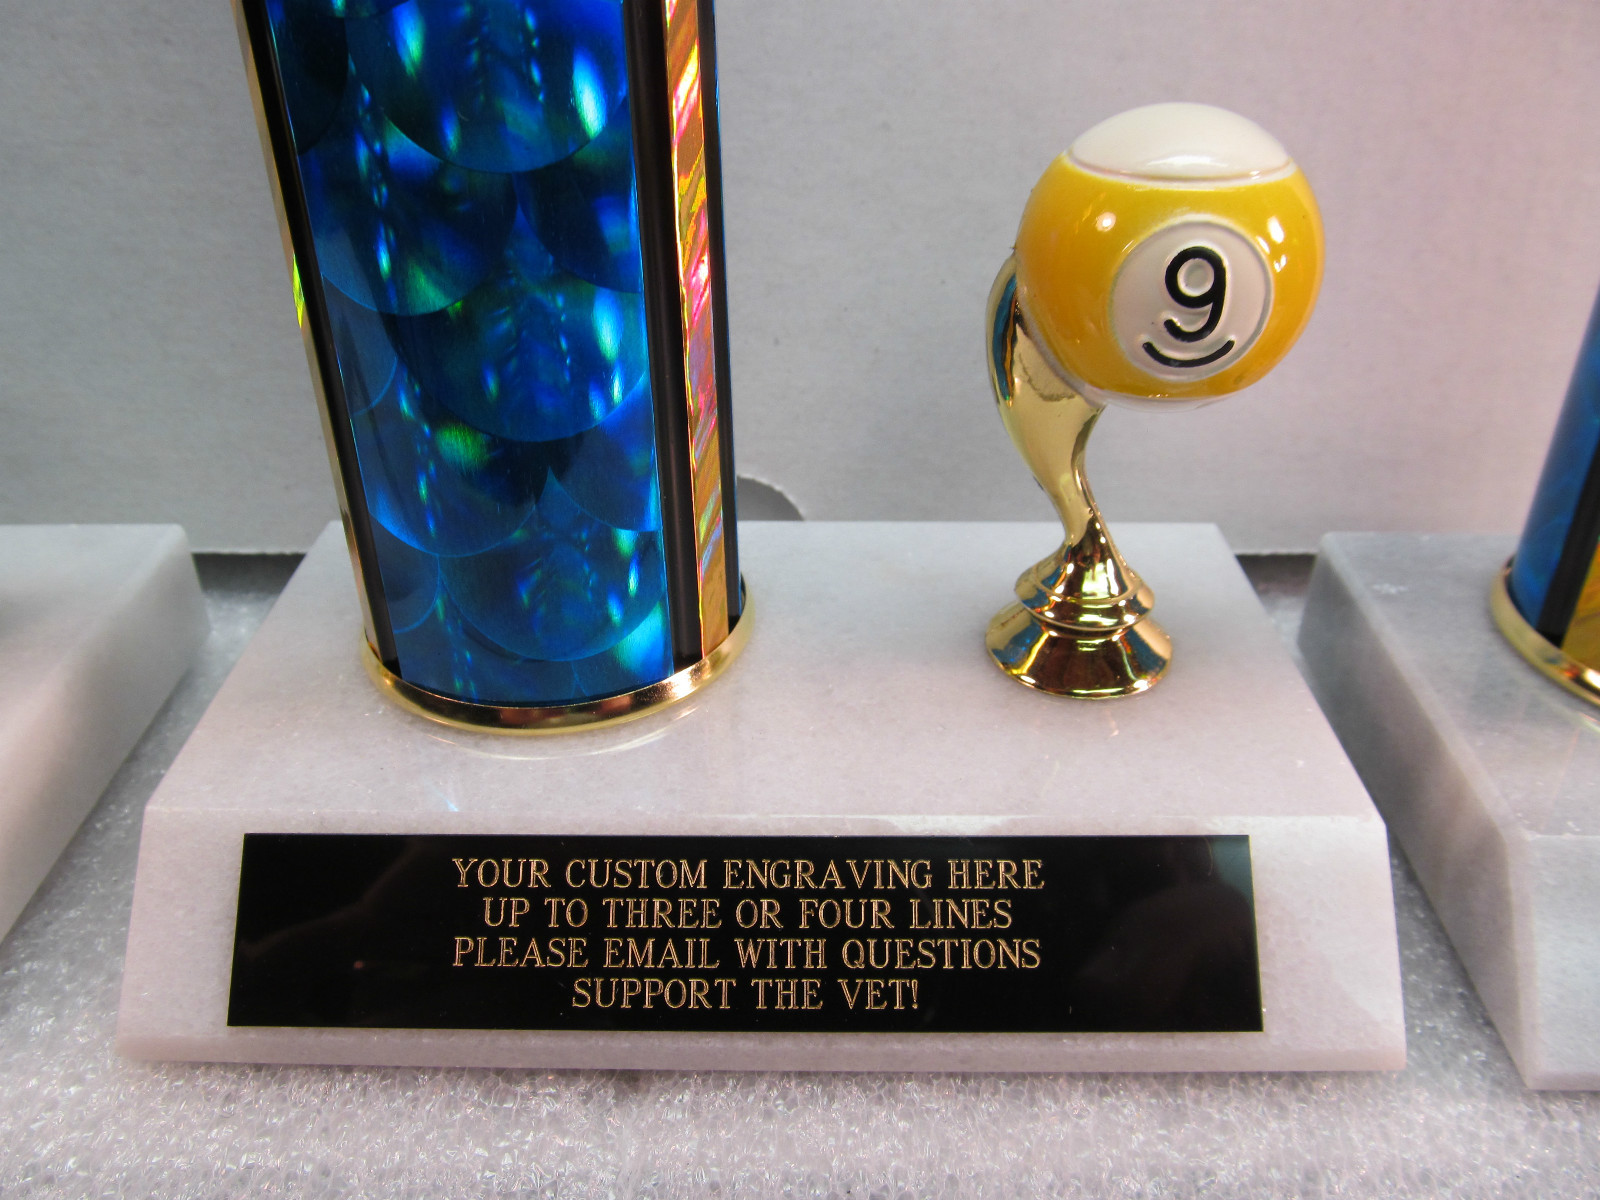 9
YOUR CUSTOM ENGRAVING HERE
UP TO THREE OR FOUR LINES
PLEASE EMAIL WITH QUESTIONS
SUPPORT THE VET!